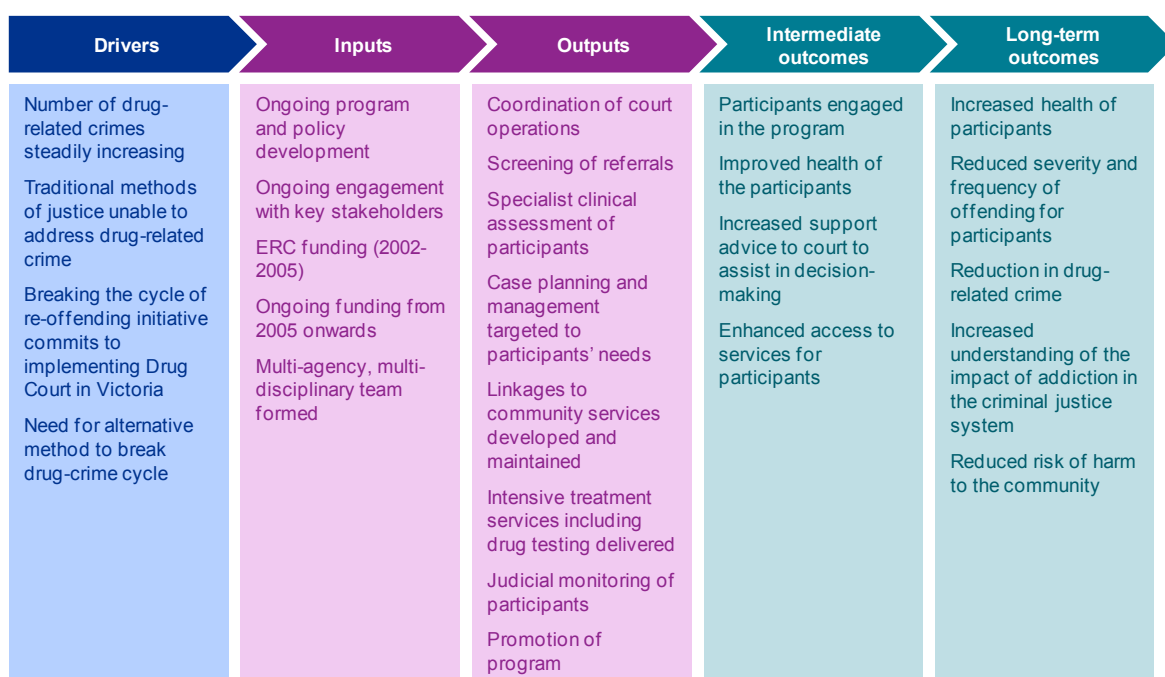 Drivers
Inputs
Outputs
Intermediate
outcomes
Long-term
outcomes
Number of drug-
related crimes
steadily increasing
Traditional methods
of justice unable to
address drug-related
crime
Breaking the cycle of
re-offending initiative
commits to
implementing Drug
Court in Victoria
Need for alternative
method to break
drug-crime cycle
Ongoing program
and policy
development
Ongoing engagement
with key stakeholders
ERC funding (2002-
2005)
Ongoing funding from
2005 onwards
Multi-agency, multi-
disciplinary team
formed
Coordination of court
operations
Screening of referrals
Specialist clinical
assessment of
participants
Case planning and
management
targeted to
participants’ needs
Linkages to
community services
developed and
maintained
Intensive treatment
services including
drug testing delivered
Judicial monitoring of
participants
Promotion of
program
Participants engaged
in the program
Improved health of
the participants
Increased support
advice to court to
assist in decision-
making
Enhanced access to
services for
participants
Increased health of
participants
Reduced severity and
frequency of
offending for
participants
Reduction in drug-
related crime
Increased
understanding of the
impact of addiction in
the criminal justice
system
Reduced risk of harm
to the community